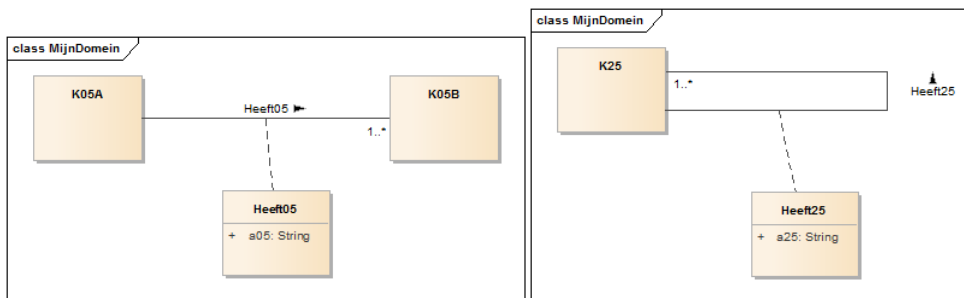 class MijnDomein
K05A
K05B
Heeft05
1..*
Heeft05
+ a05: String
class MijnDomein
K25
1..*
Heeft25
Heeft25
+ a25: String